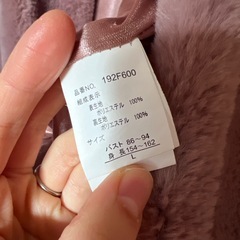 品番NO. 192F600
組成表示
表生地
ポリエステル 100%
裏生地
ポリエステル 100%
サイズ
バスト 86~94
身長 154~162
L